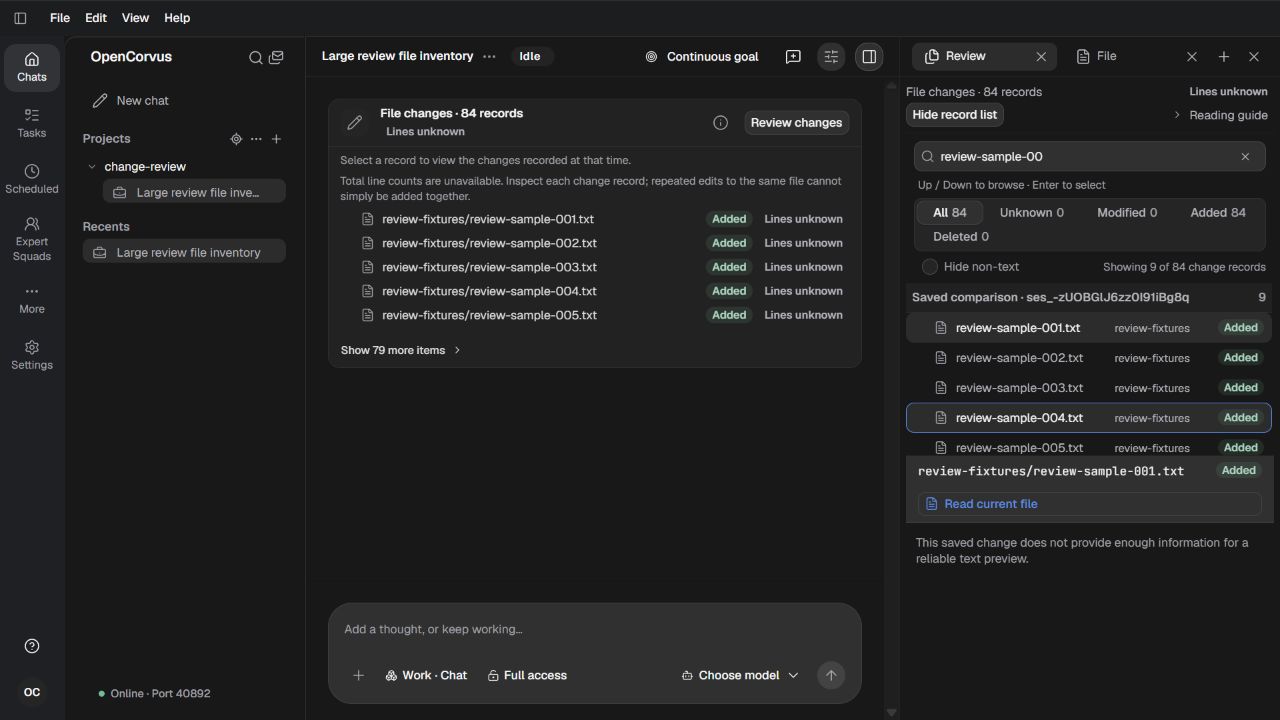 File Edit View Help
Chats
Tasks
Scheduled
Expert
Squads
More
Settings
OC
OpenCorvus
New chat
Projects
change-review
Large review file inve...
Recents
Large review file inventory
Online · Port 40892
Large review file inventory
Idle
Continuous goal
File changes · 84 records
Lines unknown
Review changes
Select a record to view the changes recorded at that time.
Total line counts are unavailable. Inspect each change record; repeated edits to the same file cannot
simply be added together.
review-fixtures/review-sample-001.txt Added Lines unknown
review-fixtures/review-sample-002.txt Added Lines unknown
review-fixtures/review-sample-003.txt Added Lines unknown
review-fixtures/review-sample-004.txt Added Lines unknown
review-fixtures/review-sample-005.txt Added Lines unknown
Show 79 more items
Add a thought, or keep working...
Work · Chat Full access Choose model
Review File
File changes · 84 records Lines unknown
Hide record list Reading guide
review-sample-00
Up / Down to browse · Enter to select
All 84 Unknown 0 Modified 0 Added 84
Deleted 0
Hide non-text Showing 9 of 84 change records
Saved comparison · ses_-zUOBGlJ6zz0I91iBg8q 9
review-sample-001.txt review-fixtures Added
review-sample-002.txt review-fixtures Added
review-sample-003.txt review-fixtures Added
review-sample-004.txt review-fixtures Added
review-sample-005.txt review-fixtures Added
review-fixtures/review-sample-001.txt Added
Read current file
This saved change does not provide enough information for a
reliable text preview.